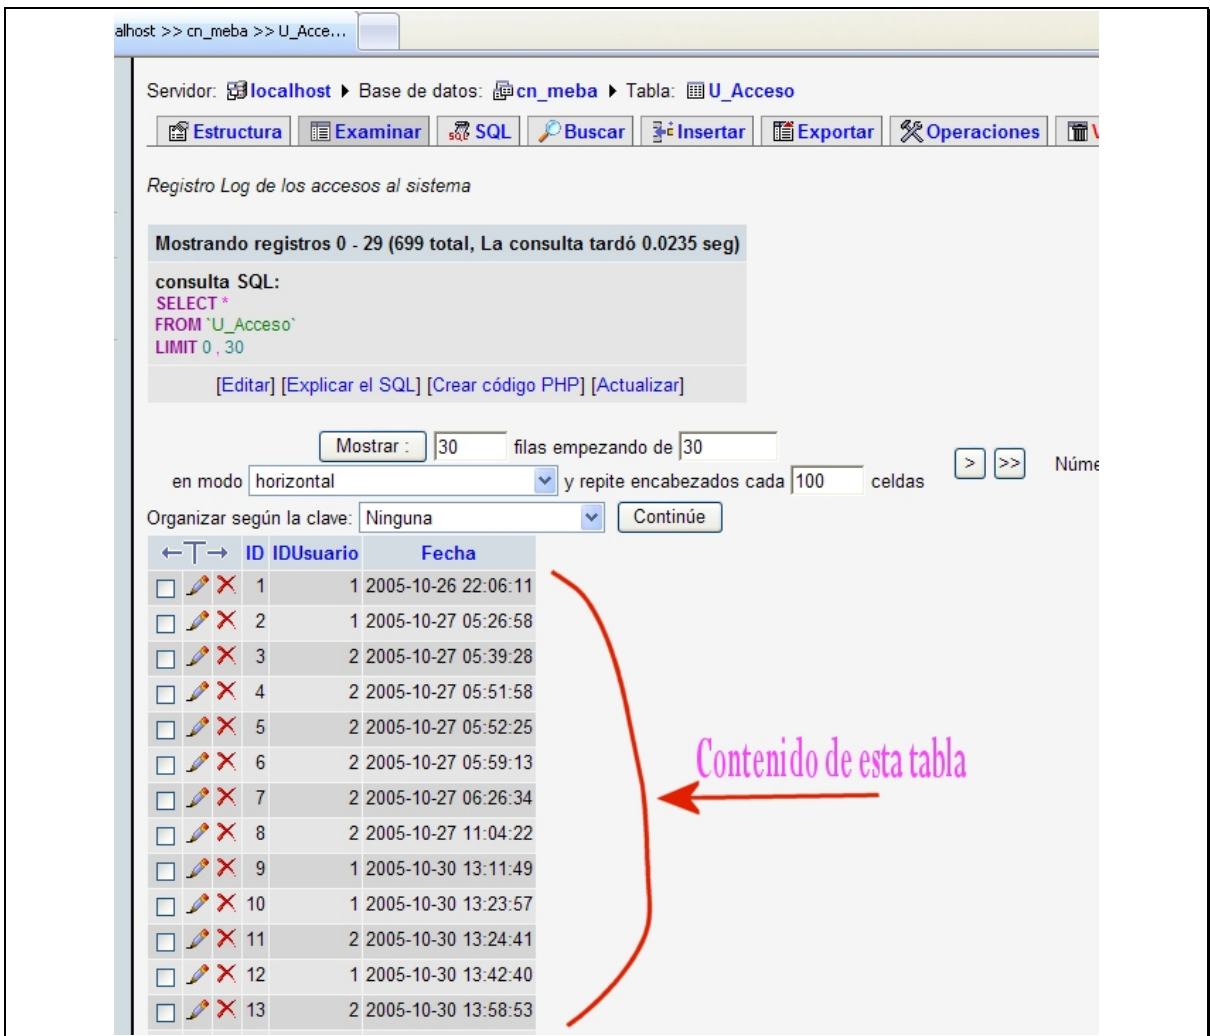 alhost >> cn_meba >> U_Acce...
Servidor: localhost ▸ Base de datos: cn_meba ▸ Tabla: U_Acceso
Estructura Examinar SQL Buscar Insertar Exportar Operaciones V
Registro Log de los accesos al sistema
Mostrando registros 0 - 29 (699 total, La consulta tardó 0.0235 seg)
consulta SQL:
SELECT *
FROM `U_Acceso`
LIMIT 0 , 30
[Editar] [Explicar el SQL] [Crear código PHP] [Actualizar]
Mostrar : 30 filas empezando de 30
en modo horizontal y repite encabezados cada 100 celdas > >> Núme
Organizar según la clave: Ninguna Continúe
←T→ ID IDUsuario Fecha
1 1 2005-10-26 22:06:11
2 1 2005-10-27 05:26:58
3 2 2005-10-27 05:39:28
4 2 2005-10-27 05:51:58
5 2 2005-10-27 05:52:25
6 2 2005-10-27 05:59:13
Contenido de esta tabla
7 2 2005-10-27 06:26:34
8 2 2005-10-27 11:04:22
9 1 2005-10-30 13:11:49
10 1 2005-10-30 13:23:57
11 2 2005-10-30 13:24:41
12 1 2005-10-30 13:42:40
13 2 2005-10-30 13:58:53